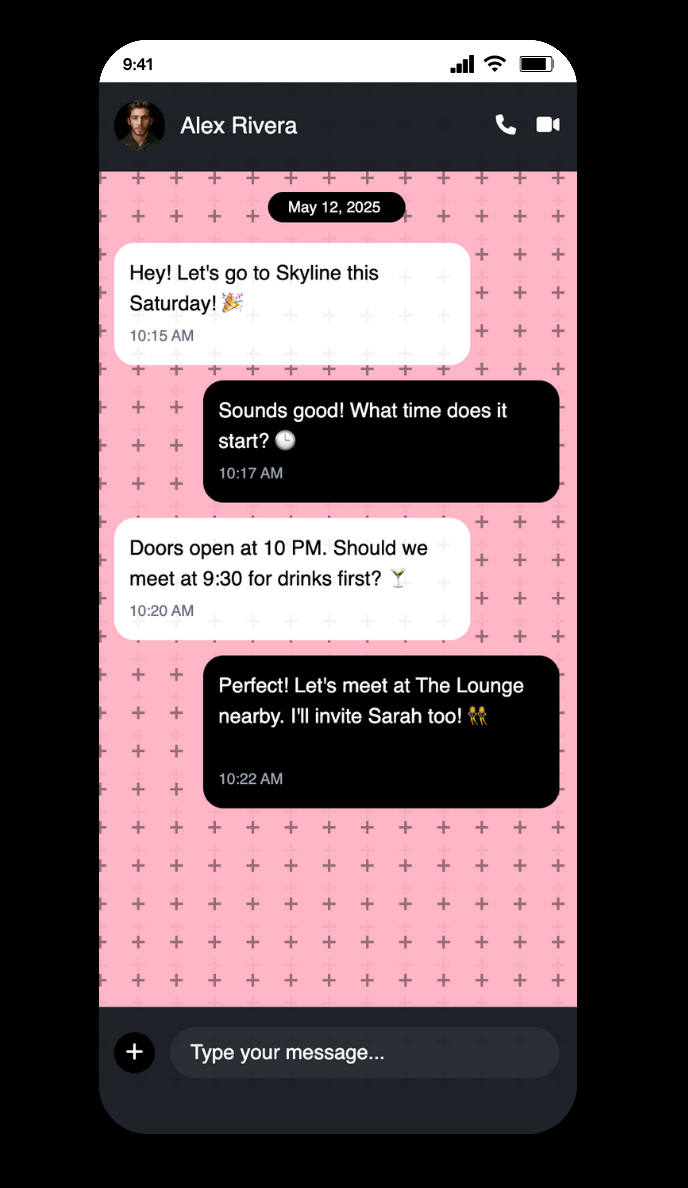 9:41
Alex Rivera
May 12, 2025
Hey! Let's go to Skyline this
Saturday! 🎉
10:15 AM
Sounds good! What time does it
start? 🕒
10:17 AM
Doors open at 10 PM. Should we
meet at 9:30 for drinks first? 🍸
10:20 AM
Perfect! Let's meet at The Lounge
nearby. I'll invite Sarah too! 👯
10:22 AM
Type your message...